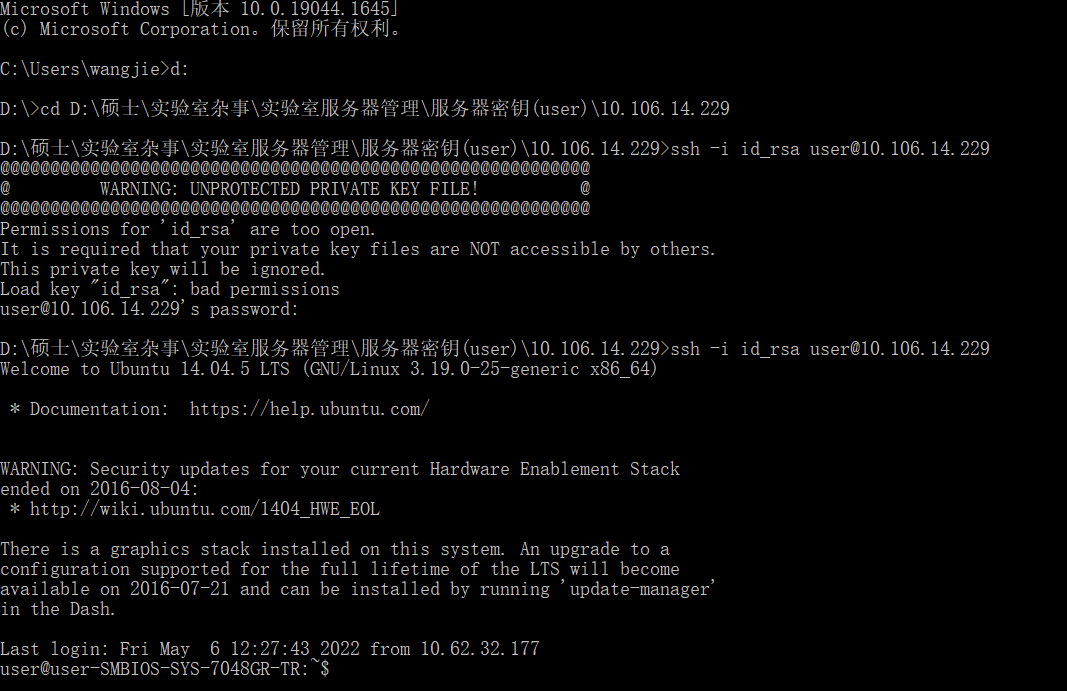 Microsoft Windows [版本 10.0.19044.1645]
(c) Microsoft Corporation。保留所有权利。
C:\Users\wangjie>d:
D:\>cd D:\硕士\实验室杂事\实验室服务器管理\服务器密钥(user)\10.106.14.229
D:\硕士\实验室杂事\实验室服务器管理\服务器密钥(user)\10.106.14.229>ssh -i id_rsa user@10.106.14.229
@@@@@@@@@@@@@@@@@@@@@@@@@@@@@@@@@@@@@@@@@@@@@@@@@@@@@@@@@@@
@         WARNING: UNPROTECTED PRIVATE KEY FILE!          @
@@@@@@@@@@@@@@@@@@@@@@@@@@@@@@@@@@@@@@@@@@@@@@@@@@@@@@@@@@@
Permissions for 'id_rsa' are too open.
It is required that your private key files are NOT accessible by others.
This private key will be ignored.
Load key "id_rsa": bad permissions
user@10.106.14.229's password:
D:\硕士\实验室杂事\实验室服务器管理\服务器密钥(user)\10.106.14.229>ssh -i id_rsa user@10.106.14.229
Welcome to Ubuntu 14.04.5 LTS (GNU/Linux 3.19.0-25-generic x86_64)
 * Documentation:  https://help.ubuntu.com/
WARNING: Security updates for your current Hardware Enablement Stack
ended on 2016-08-04:
 * http://wiki.ubuntu.com/1404_HWE_EOL
There is a graphics stack installed on this system. An upgrade to a
configuration supported for the full lifetime of the LTS will become
available on 2016-07-21 and can be installed by running 'update-manager'
in the Dash.
Last login: Fri May  6 12:27:43 2022 from 10.62.32.177
user@user-SMBIOS-SYS-7048GR-TR:~$